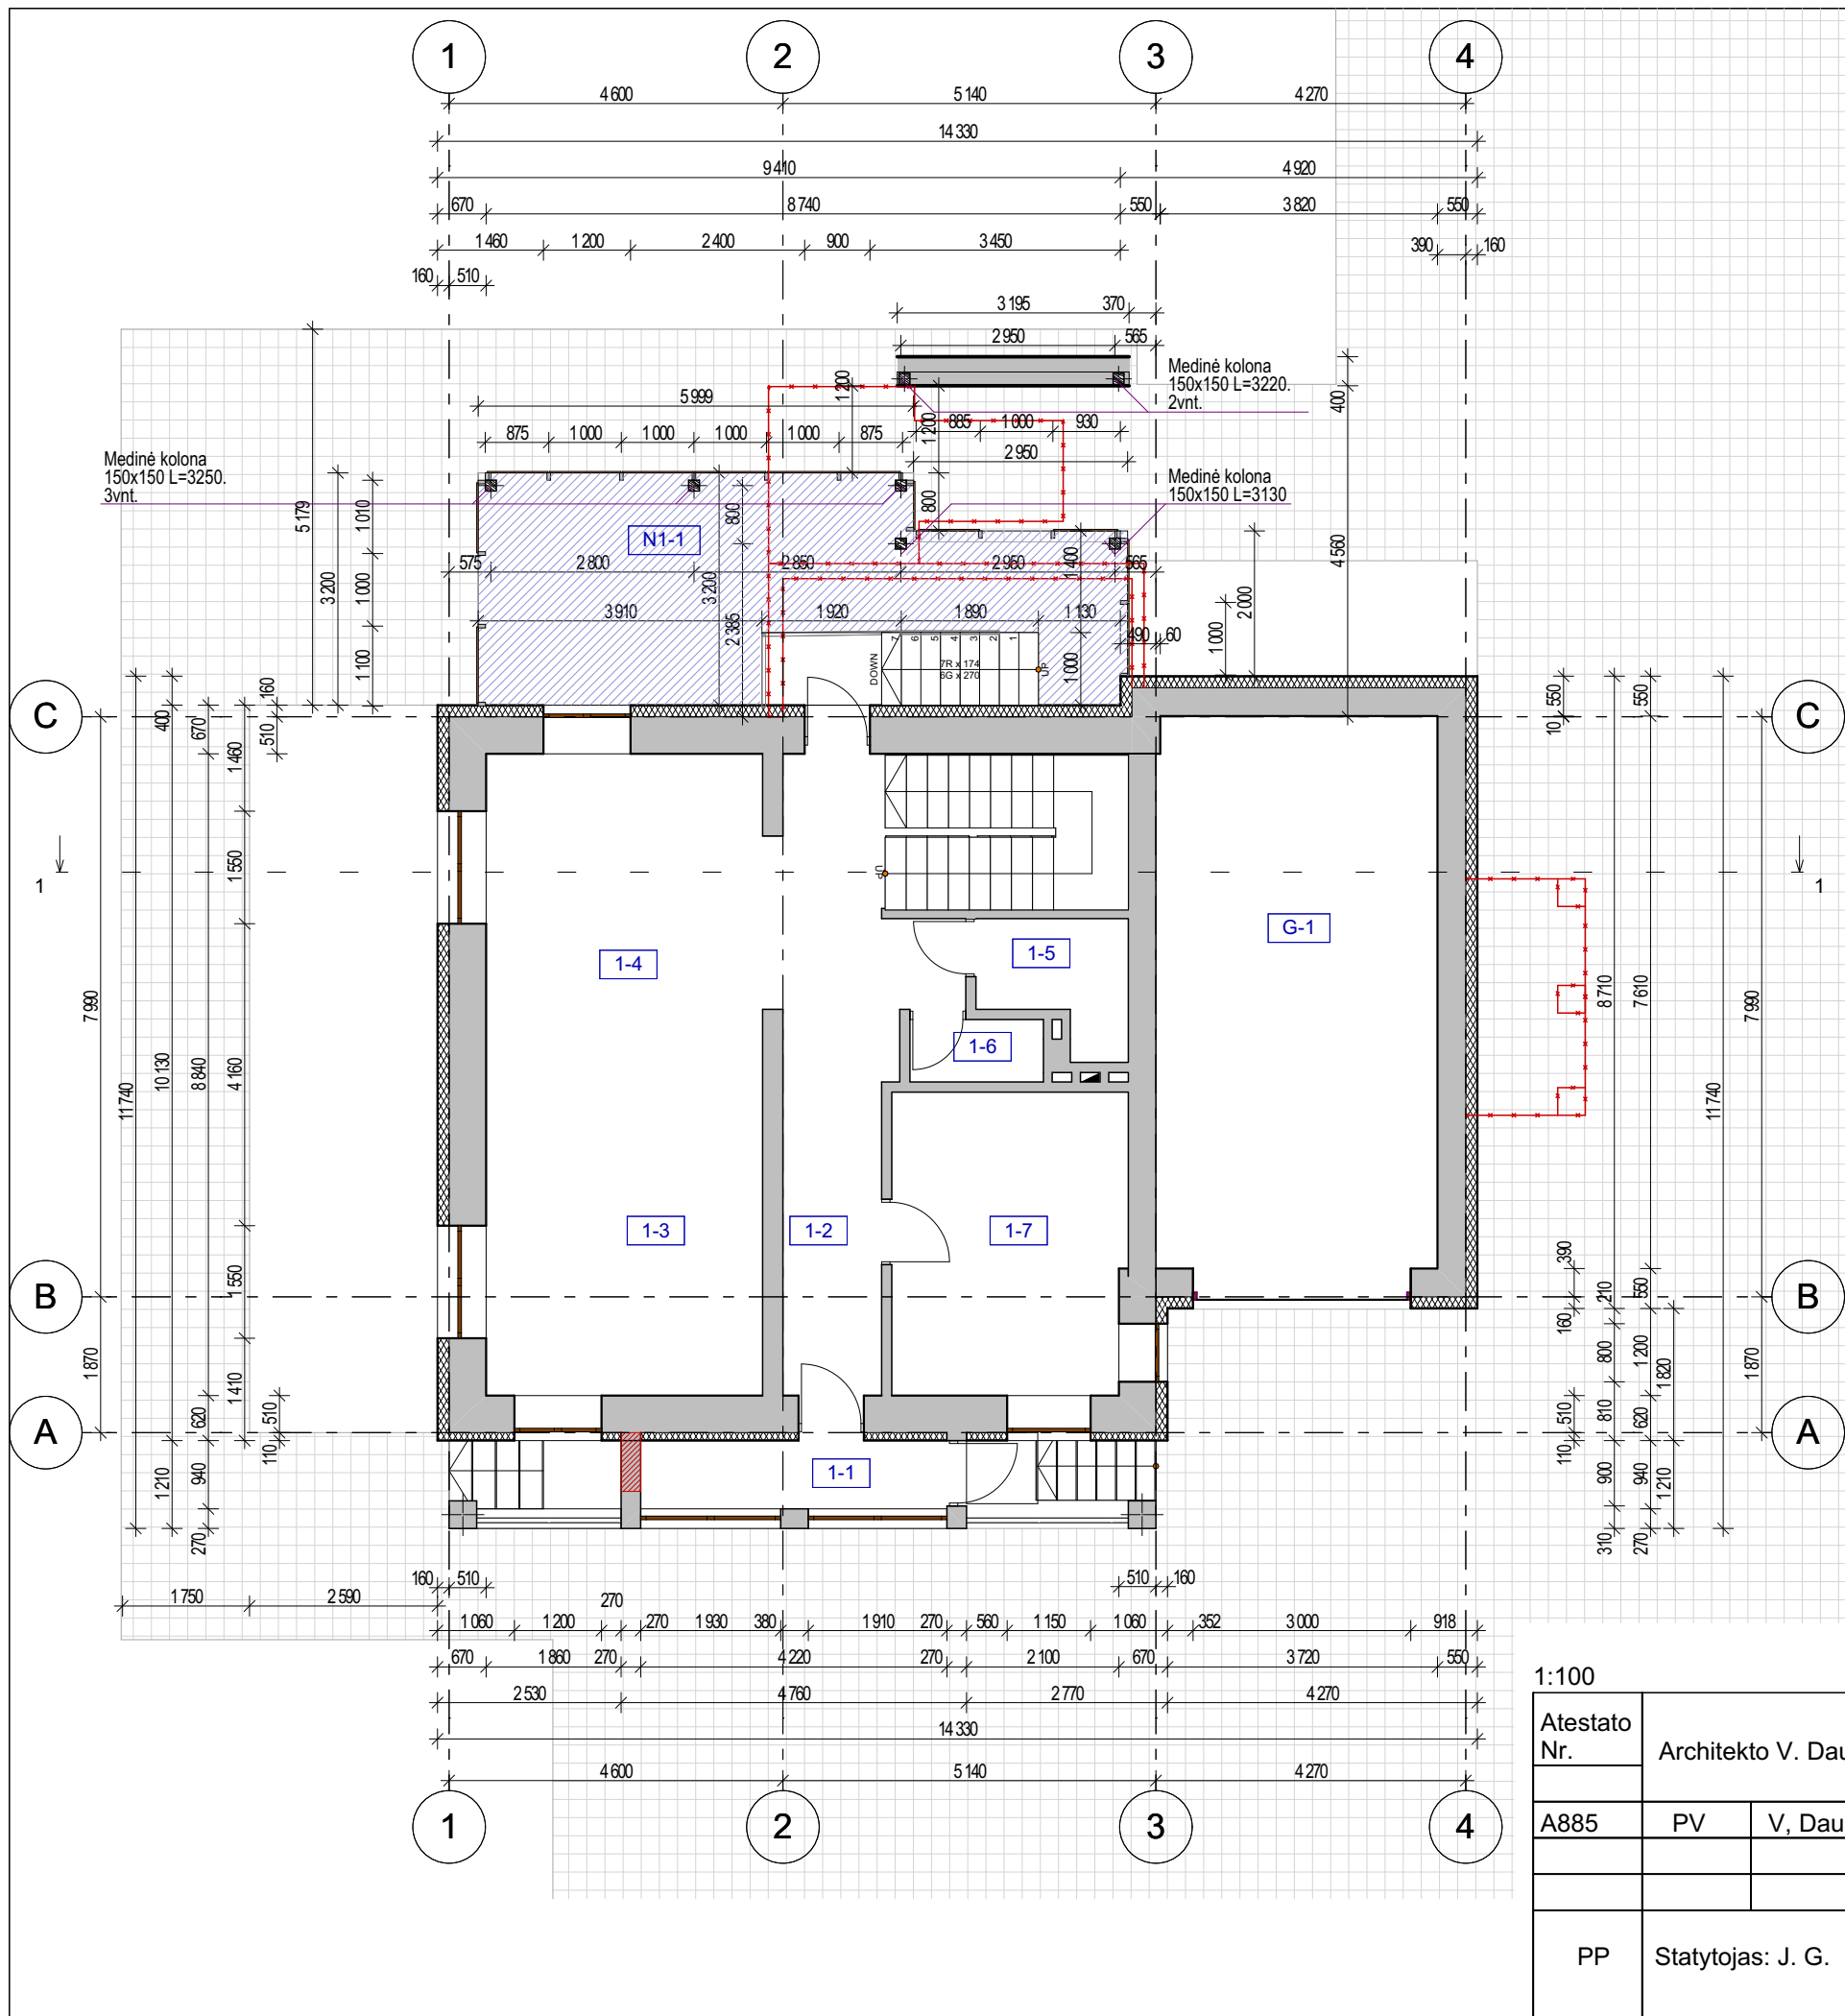 1 2 3 4
4 600 5 140 4 270
14 330
9 410 4 920
670 8 740 550 3 820 550
1 460 1 200 2 400 900 3 450 390 160
160 510
3 195 370
2 950 565
Medinė kolona
150x150 L=3220.
2vnt.
400
1 200
5 999
875 1 000 1 000 1 000 1 000 875
1 200
885 1 000 930
2 950
Medinė kolona
150x150 L=3250.
3vnt.
Medinė kolona
150x150 L=3130
5 179
1 010
800
800
N1-1
575 2 800 2 850 2 950 565
1 400
4 560
3 200
1 000
3 200
2 000
3 910 1 920 1 890 1 130
2 385
490 60
1 000
1 100
DOWN
7 6 5 4 3 2 1
7R x 174
6G x 270
UP
1 000
160
400
670
510
1 460
550
10
550
C C
1 550
UP
1 1
G-1
1-5
1-4
7 990
10 130
8 840
4 160
11 740
8 710
7 610
7 990
11 740
1-6
1-3 1-2 1-7
1 550
390
210
550
B B
160
800
1 200
1 820
1 870
1 870
1 410
620
510
110
510
810
620
110
A A
1-1
1 210
940
270
900
940
1 210
310
270
160 510
510 160
1 750 2 590
270
1 060 1 200 270 1 930 380 1 910 270 560 1 150 1 060 352 3 000 918
670 1 860 270 4 220 270 2 100 670 3 720 550
2 530 4 760 2 770 4 270
14 330
4 600 5 140 4 270
1 2 3 4
1:100
Atestato
Nr.
Architekto V. Dau
A885 PV V, Dau
PP Statytojas: J. G.